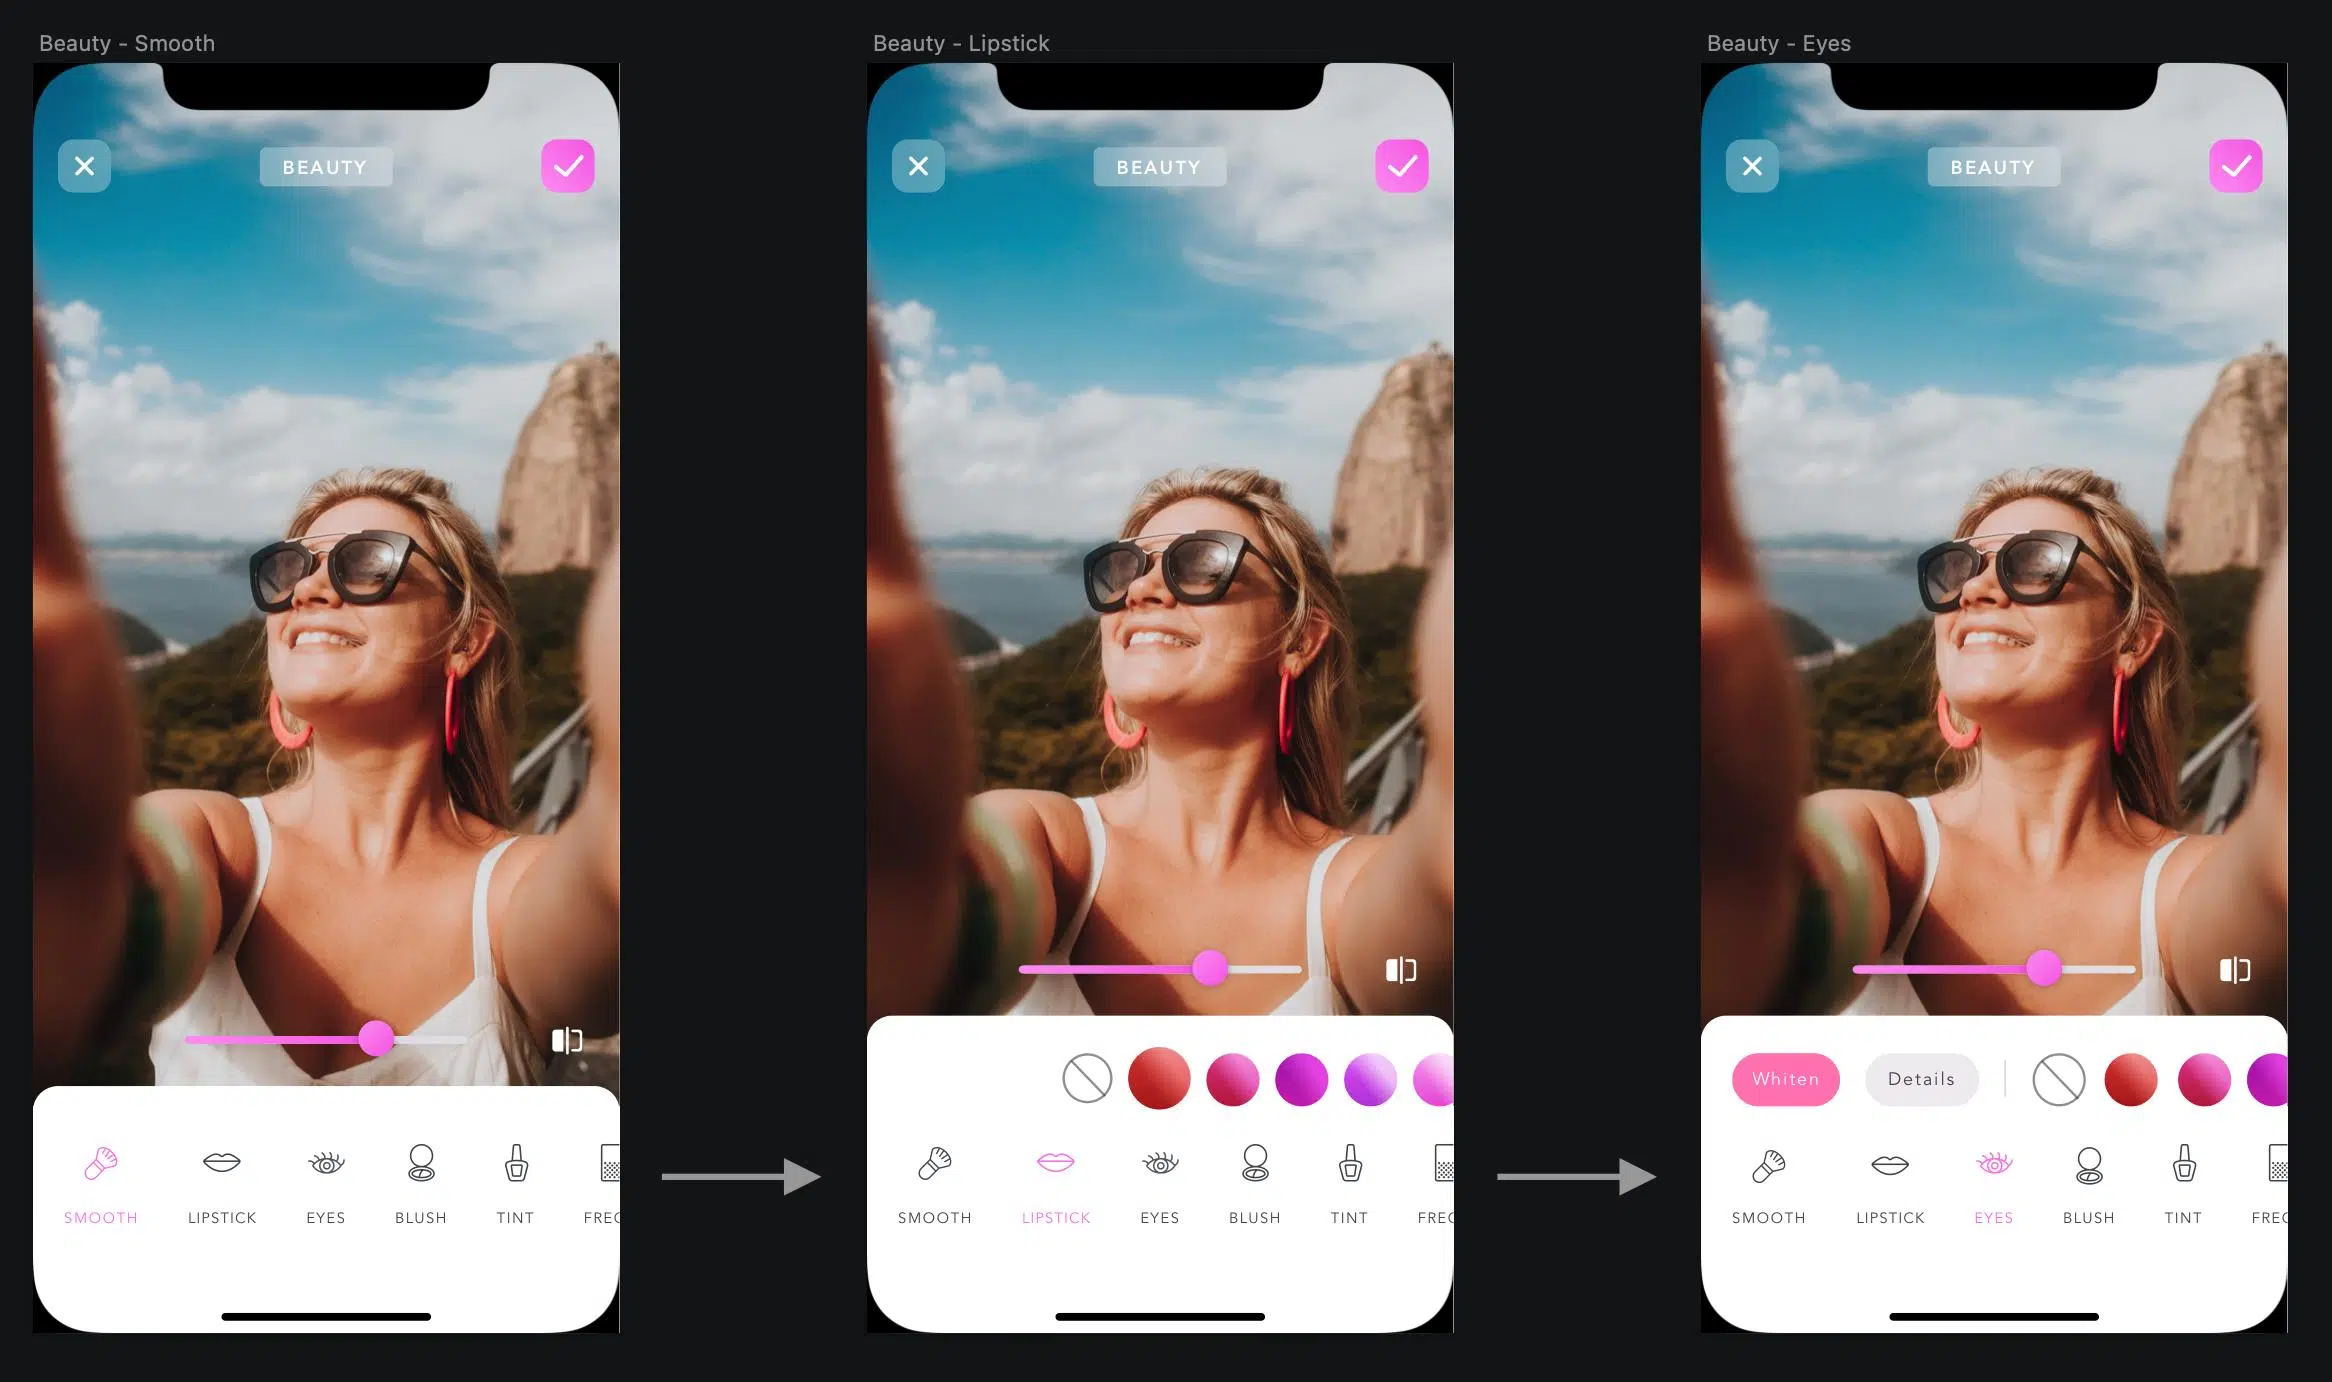 Beauty - Smooth
BEAUTY
SMOOTH LIPSTICK EYES BLUSH TINT FREC
Beauty - Lipstick
BEAUTY
SMOOTH LIPSTICK EYES BLUSH TINT FREC
Beauty - Eyes
BEAUTY
Whiten Details
SMOOTH LIPSTICK EYES BLUSH TINT FREC